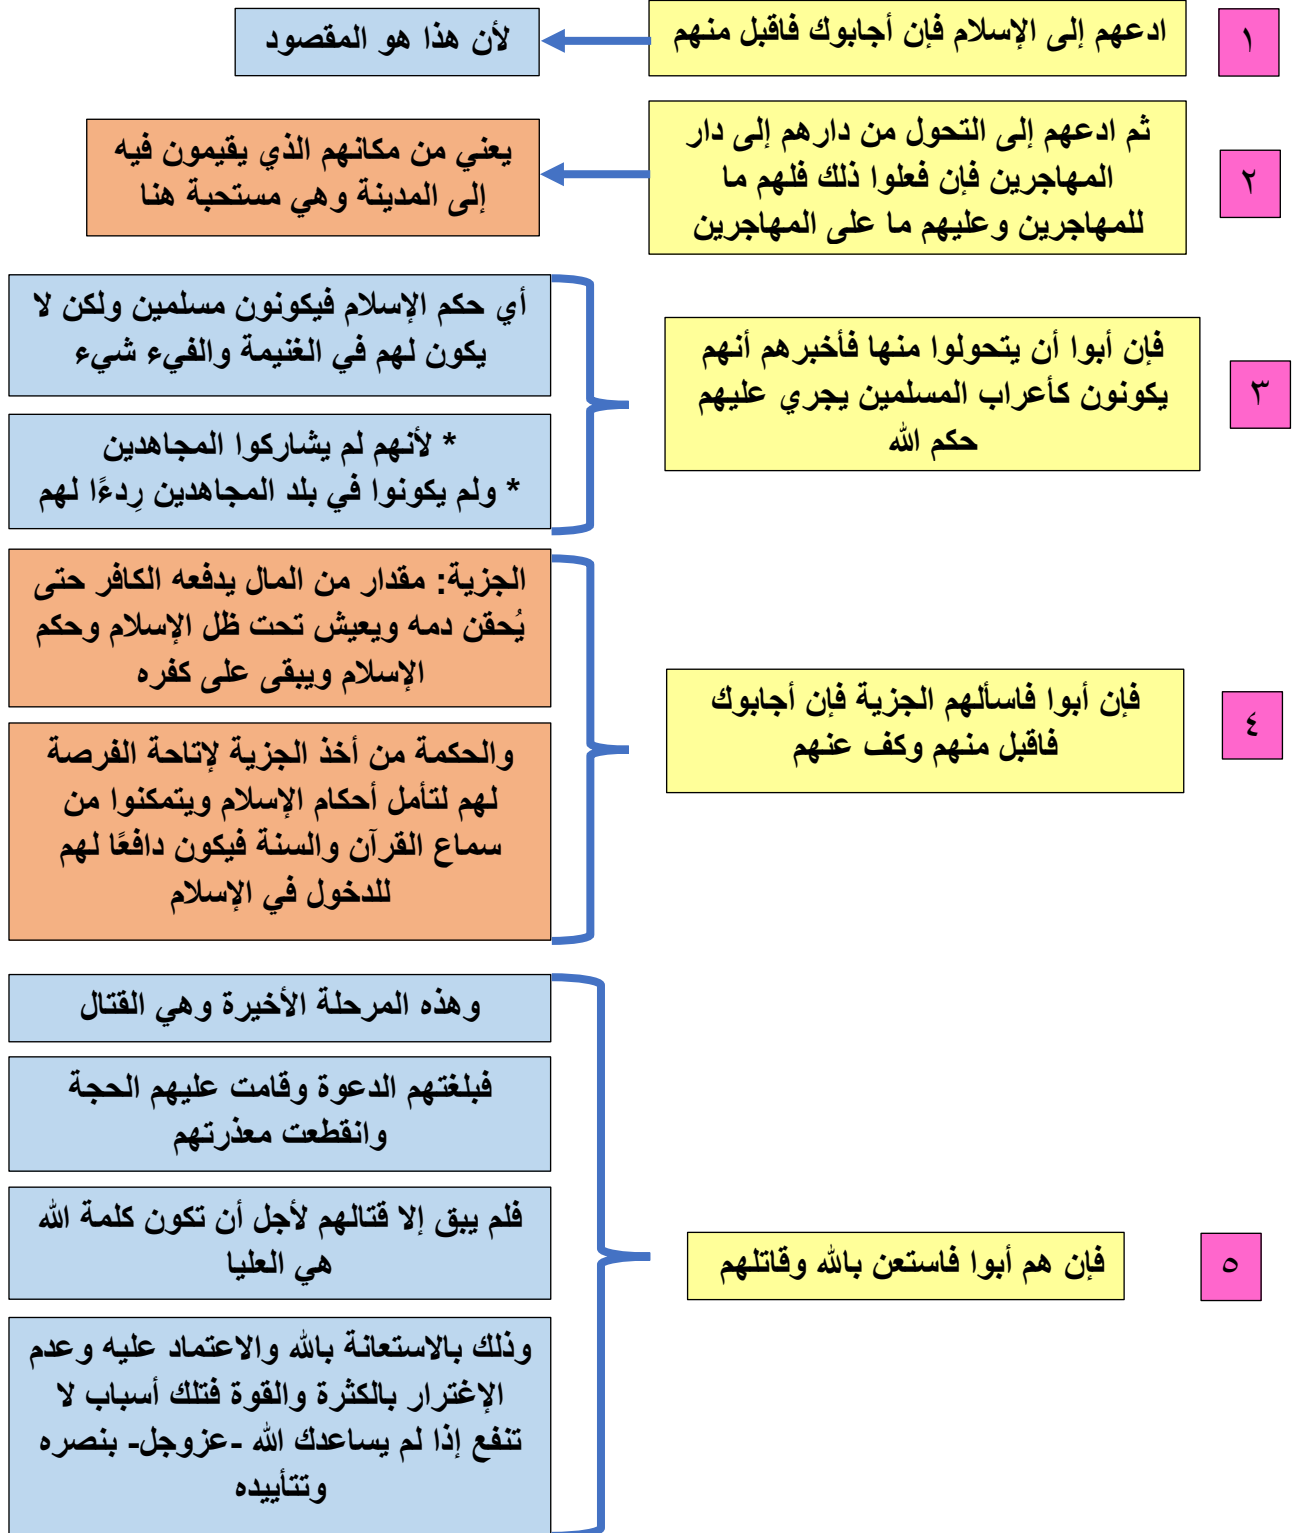 ١
ادعهم إلى الإسلام فإن أجابوك فاقبل منهم
لأن هذا هو المقصود
٢
ثم ادعهم إلى التحول من دارهم إلى دار
المهاجرين فإن فعلوا ذلك فلهم ما
للمهاجرين وعليهم ما على المهاجرين
يعني من مكانهم الذي يقيمون فيه
إلى المدينة وهي مستحبة هنا
٣
فإن أبوا أن يتحولوا منها فأخبرهم أنهم
يكونون كأعراب المسلمين يجري عليهم
حكم الله
أي حكم الإسلام فيكونون مسلمين ولكن لا
يكون لهم في الغنيمة والفيء شيء
* لأنهم لم يشاركوا المجاهدين
* ولم يكونوا في بلد المجاهدين رِدءًا لهم
٤
فإن أبوا فاسألهم الجزية فإن أجابوك
فاقبل منهم وكف عنهم
الجزية: مقدار من المال يدفعه الكافر حتى
يُحقن دمه ويعيش تحت ظل الإسلام وحكم
الإسلام ويبقى على كفره
والحكمة من أخذ الجزية لإتاحة الفرصة
لهم لتأمل أحكام الإسلام ويتمكنوا من
سماع القرآن والسنة فيكون دافعًا لهم
للدخول في الإسلام
٥
فإن هم أبوا فاستعن بالله وقاتلهم
وهذه المرحلة الأخيرة وهي القتال
فبلغتهم الدعوة وقامت عليهم الحجة
وانقطعت معذرتهم
فلم يبق إلا قتالهم لأجل أن تكون كلمة الله
هي العليا
وذلك بالاستعانة بالله والاعتماد عليه وعدم
الإغترار بالكثرة والقوة فتلك أسباب لا
تنفع إذا لم يساعدك الله -عزوجل- بنصره
وتتأييده